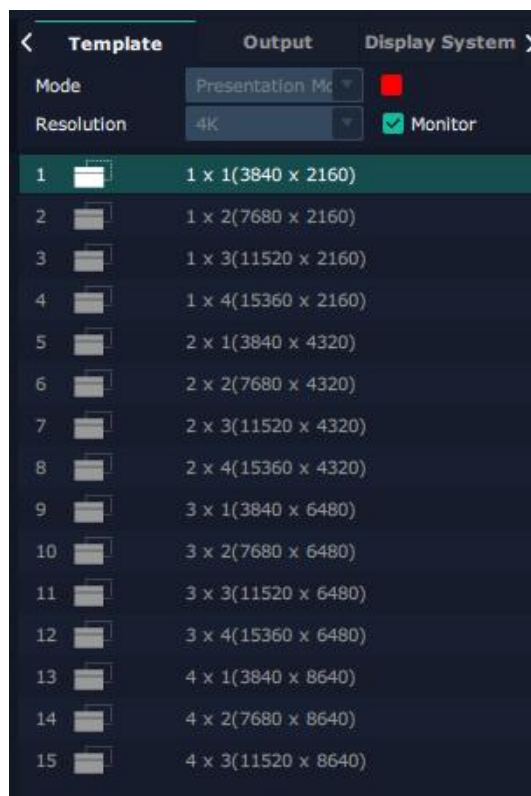 Template Output Display System
Mode Presentation Mo
Resolution 4K Monitor
1 1 x 1(3840 x 2160)
2 1 x 2(7680 x 2160)
3 1 x 3(11520 x 2160)
4 1 x 4(15360 x 2160)
5 2 x 1(3840 x 4320)
6 2 x 2(7680 x 4320)
7 2 x 3(11520 x 4320)
8 2 x 4(15360 x 4320)
9 3 x 1(3840 x 6480)
10 3 x 2(7680 x 6480)
11 3 x 3(11520 x 6480)
12 3 x 4(15360 x 6480)
13 4 x 1(3840 x 8640)
14 4 x 2(7680 x 8640)
15 4 x 3(11520 x 8640)